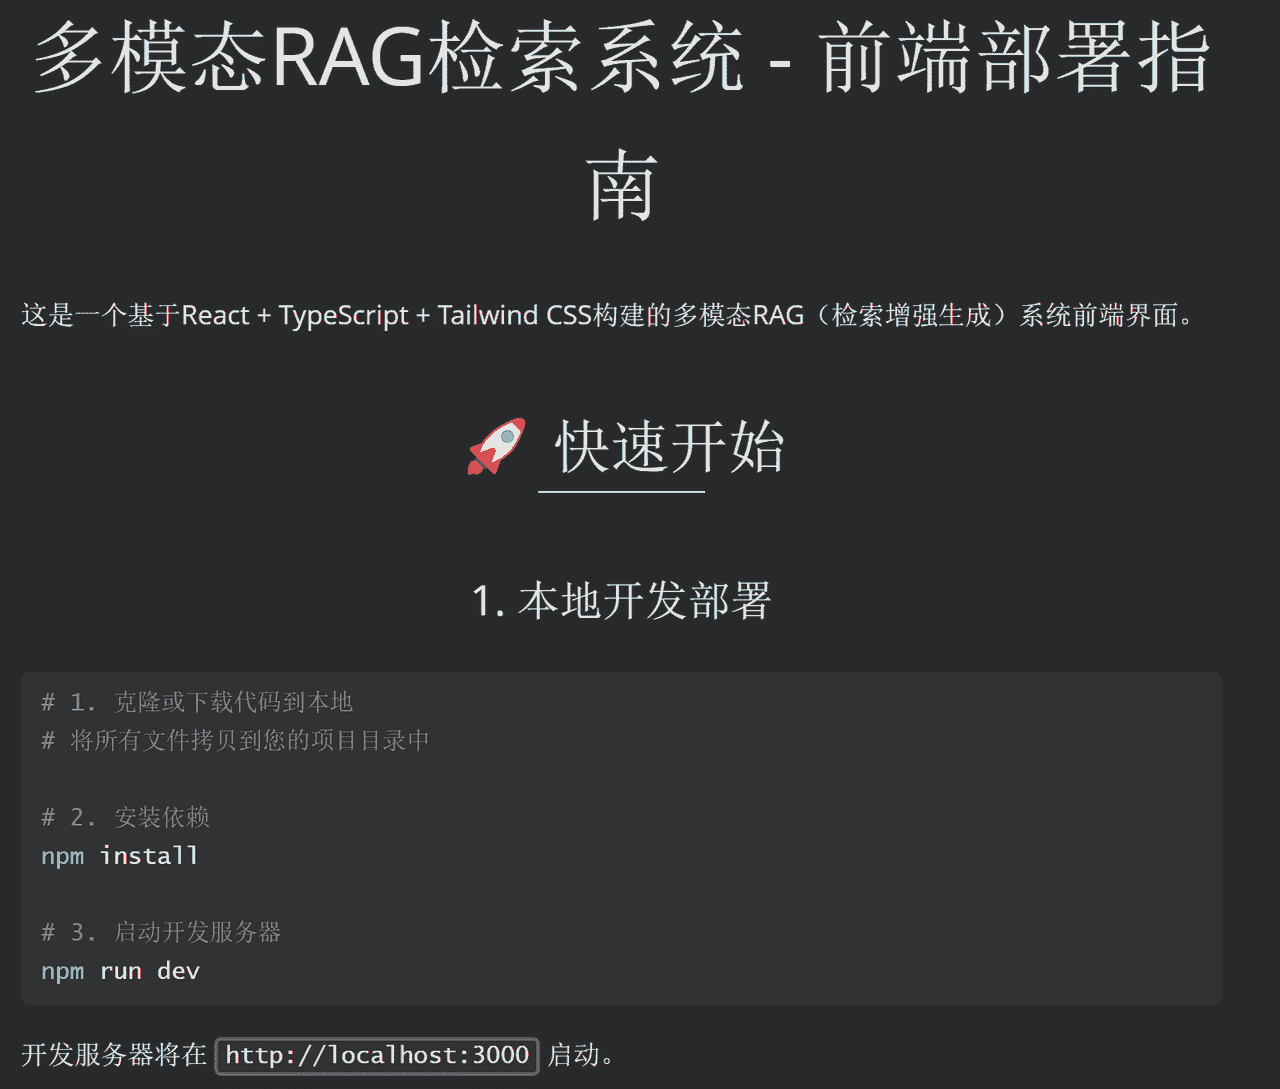 多模态RAG检索系统 - 前端部署指
南
这是一个基于React + TypeScript + Tailwind CSS构建的多模态RAG（检索增强生成）系统前端界面。
🚀 快速开始
1. 本地开发部署
# 1. 克隆或下载代码到本地
# 将所有文件拷贝到您的项目目录中
# 2. 安装依赖
npm install
# 3. 启动开发服务器
npm run dev
开发服务器将在 http://localhost:3000 启动。